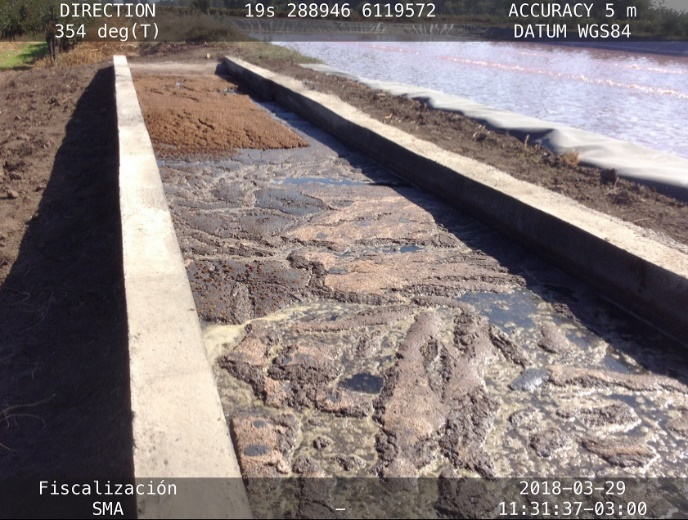 DIRECTION
354 deg(T)
19s 288946 6119572
ACCURACY 5 m
DATUM WGS84
Fiscalización
SMA
–
2018-03-29
11:31:37-03:00